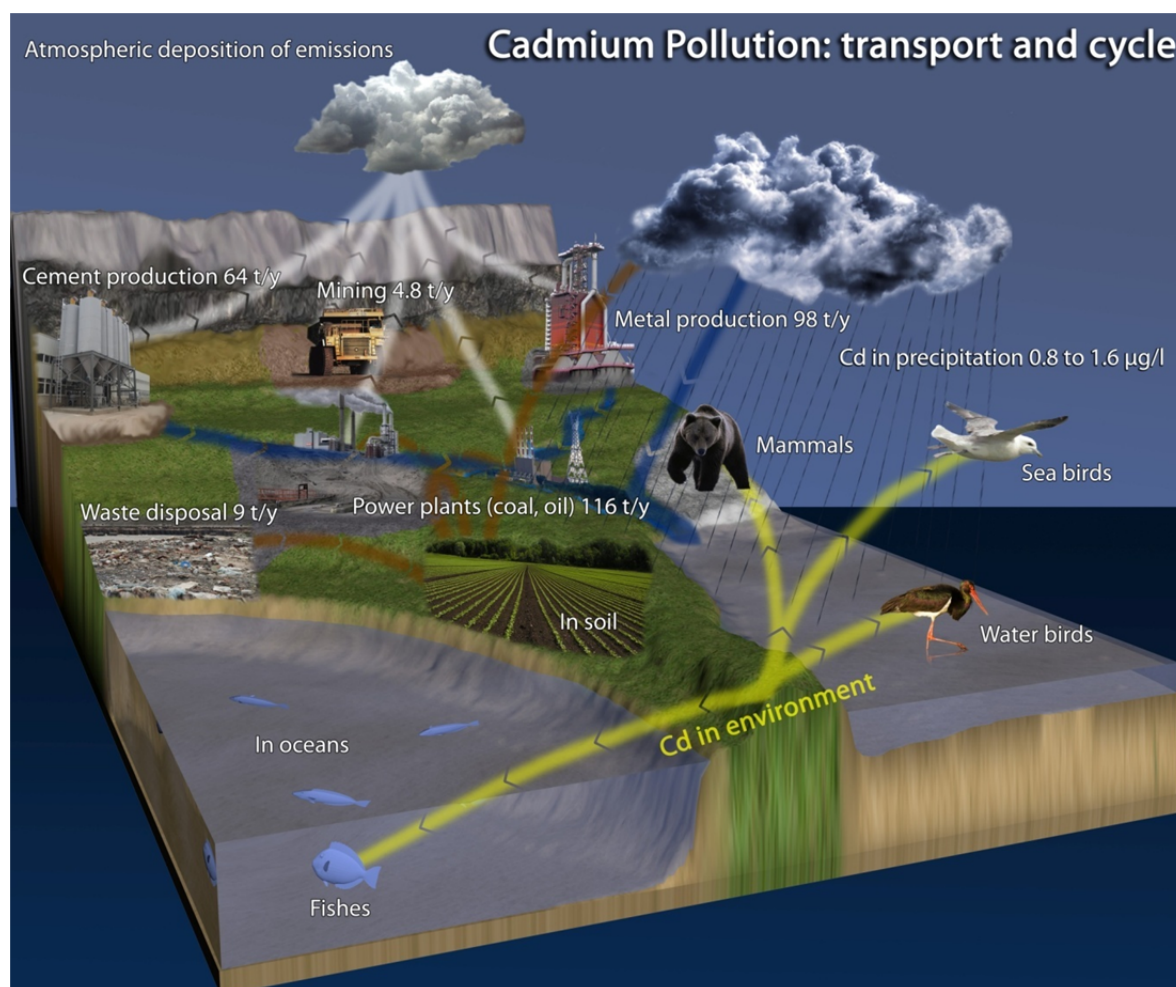 Atmospheric deposition of emissions
Cadmium Pollution: transport and cycle
Cement production 64 t/y
Mining 4.8 t/y
Metal production 98 t/y
Cd in precipitation 0.8 to 1.6 µg/l
Mammals
Sea birds
Waste disposal 9 t/y
Power plants (coal, oil) 116 t/y
In soil
Water birds
Cd in environment
In oceans
Fishes